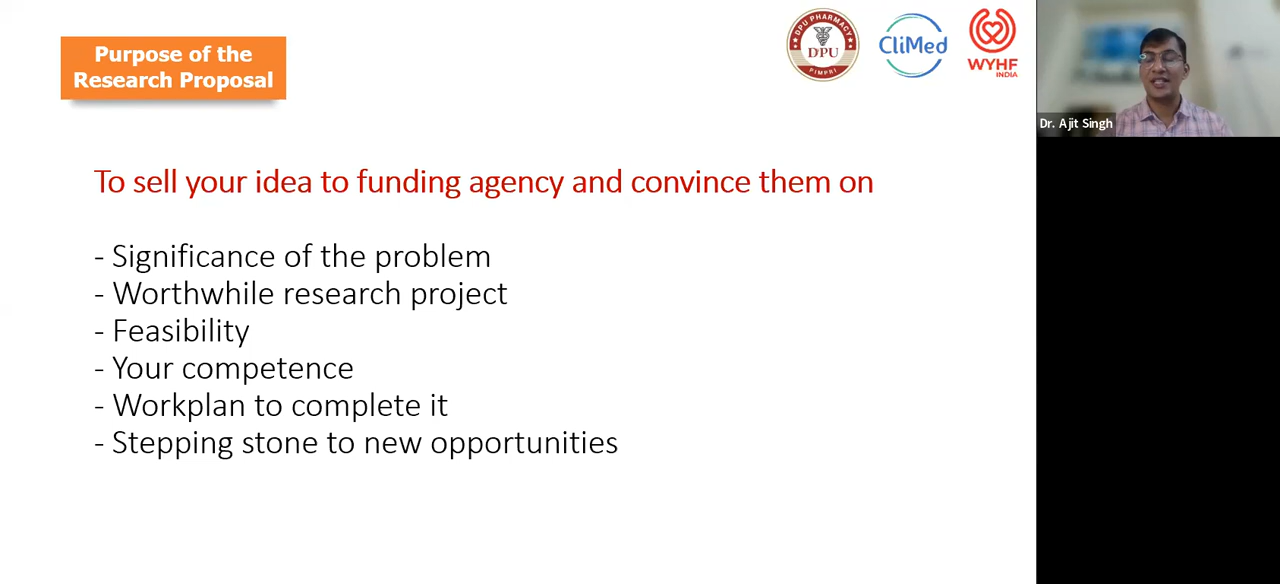 Purpose of the
Research Proposal
DPU PHARMACY
DPU
PIMPRI
CliMed
WYHF
INDIA
Dr. Ajit Singh
To sell your idea to funding agency and convince them on
- Significance of the problem
- Worthwhile research project
- Feasibility
- Your competence
- Workplan to complete it
- Stepping stone to new opportunities